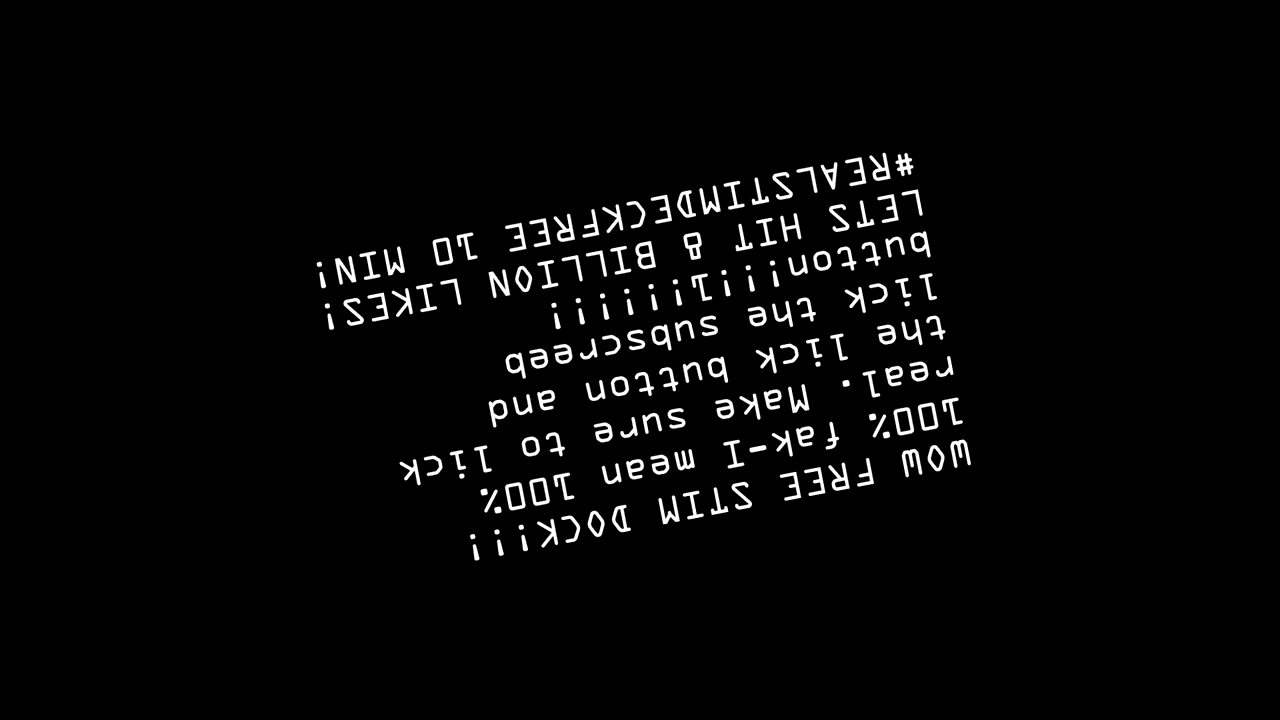 WOW FREE STIM DOCK!!!
100% fak-I mean 100%
real. Make sure to lick
the lick button and
lick the subscreeb
button!!!1!!!!!
LETS HIT 8 BILLION LIKES!
#REALSTIMDECKFREE 10 MIN!